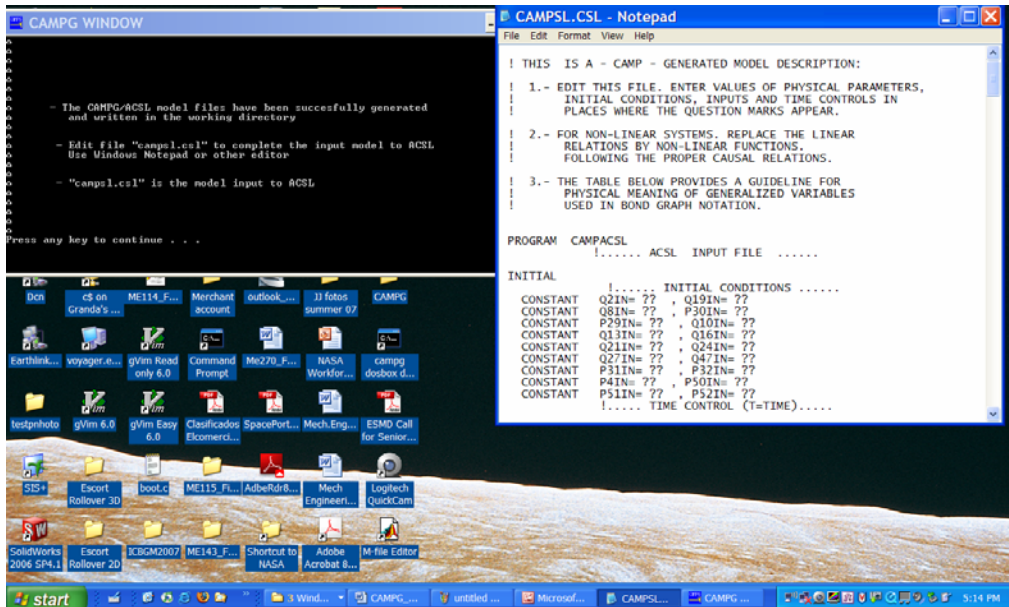 CAMPG WINDOW
- The CAMPG/ACSL model files have been succesfully generated
and written in the working directory
- Edit file "campsl.csl" to complete the input model to ACSL
Use Windows Notepad or other editor
- "campsl.csl" is the model input to ACSL
Press any key to continue . . .
CAMPSL.CSL - Notepad
File Edit Format View Help
! THIS IS A - CAMP - GENERATED MODEL DESCRIPTION:
! 1.- EDIT THIS FILE. ENTER VALUES OF PHYSICAL PARAMETERS,
! INITIAL CONDITIONS, INPUTS AND TIME CONTROLS IN
! PLACES WHERE THE QUESTION MARKS APPEAR.
! 2.- FOR NON-LINEAR SYSTEMS. REPLACE THE LINEAR
! RELATIONS BY NON-LINEAR FUNCTIONS.
! FOLLOWING THE PROPER CAUSAL RELATIONS.
! 3.- THE TABLE BELOW PROVIDES A GUIDELINE FOR
! PHYSICAL MEANING OF GENERALIZED VARIABLES
! USED IN BOND GRAPH NOTATION.
PROGRAM CAMPACSL
!...... ACSL INPUT FILE ......
INITIAL
!...... INITIAL CONDITIONS ......
CONSTANT Q2IN= ?? , Q19IN= ??
CONSTANT Q8IN= ?? , P30IN= ??
CONSTANT P29IN= ?? , Q10IN= ??
CONSTANT Q13IN= ?? , Q16IN= ??
CONSTANT Q21IN= ?? , Q24IN= ??
CONSTANT Q27IN= ?? , Q47IN= ??
CONSTANT P31IN= ?? , P32IN= ??
CONSTANT P4IN= ?? , P50IN= ??
CONSTANT P51IN= ?? , P52IN= ??
!..... TIME CONTROL (T=TIME).....
Dcn
c$ on Granda's ...
ME114_F...
Merchant account
outlook_...
JJ fotos summer 07
CAMPG
Earthlink...
voyager.e...
gVim Read only 6.0
Command Prompt
Me270_F...
NASA Workfor...
campg dosbox d...
testpnhoto
gVim 6.0
gVim Easy 6.0
Clasificados Elcomerci...
SpacePort...
Mech.Eng...
ESMD Call for Senior...
SIS+
Escort Rollover 3D
boot.c
ME115_Fi...
AdbeRdr8...
Mech Engineeri...
Logitech QuickCam
SolidWorks 2006 SP4.1
Escort Rollover 2D
ICBGM2007
ME143_F...
Shortcut to NASA
Adobe Acrobat 8...
M-file Editor
start
3 Wind...
CAMPG_...
untitled ...
Microsof...
CAMPSL...
CAMPG ...
5:14 PM